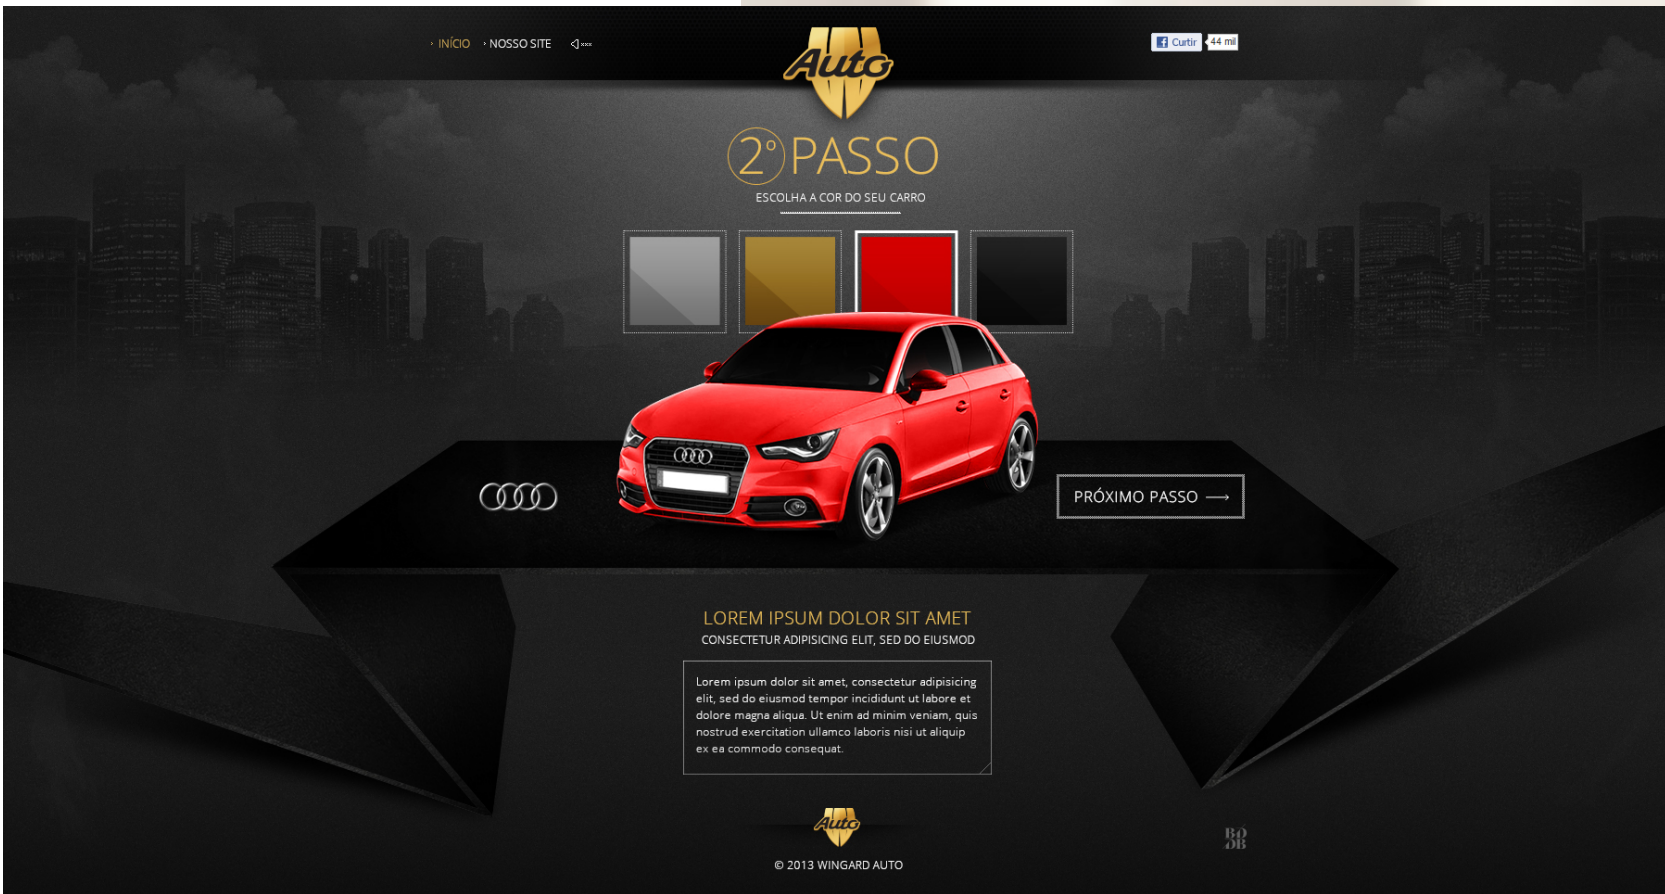 INÍCIO
NOSSO SITE
Auto
Curtir
44 mil
2º PASSO
ESCOLHA A COR DO SEU CARRO
PRÓXIMO PASSO
LOREM IPSUM DOLOR SIT AMET
CONSECTETUR ADIPISICING ELIT, SED DO EIUSMOD
Lorem ipsum dolor sit amet, consectetur adipisicing
elit, sed do eiusmod tempor incididunt ut labore et
dolore magna aliqua. Ut enim ad minim veniam, quis
nostrud exercitation ullamco laboris nisi ut aliquip
ex ea commodo consequat.
Auto
© 2013 WINGARD AUTO